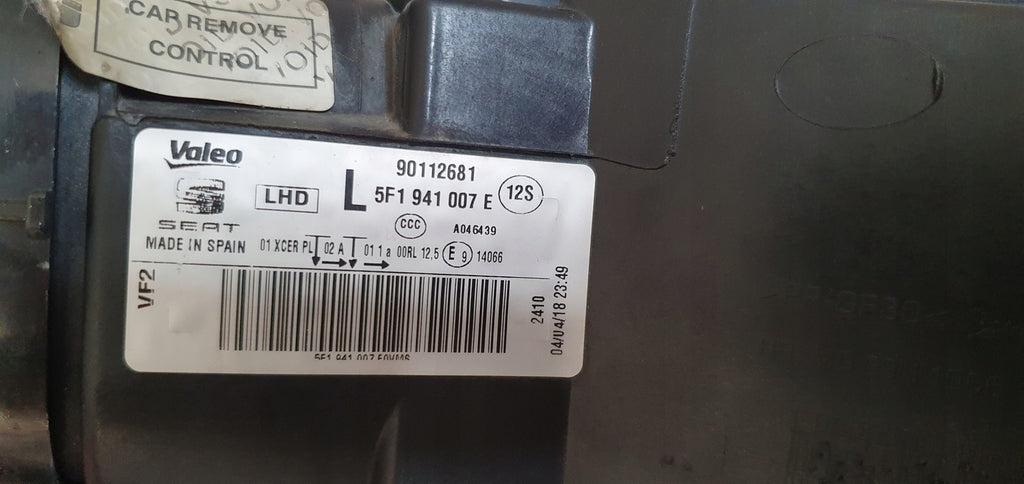 CAP REMOVE
CONTROL
Valeo
SEAT
MADE IN SPAIN
LHD
L
90112681
5F1 941 007 E
12S
CCC
A046439
01 XCER PL 02 A 01 1 a 00RL 12,5 E 9 14066
VF2
2410
04/04/18 23:49